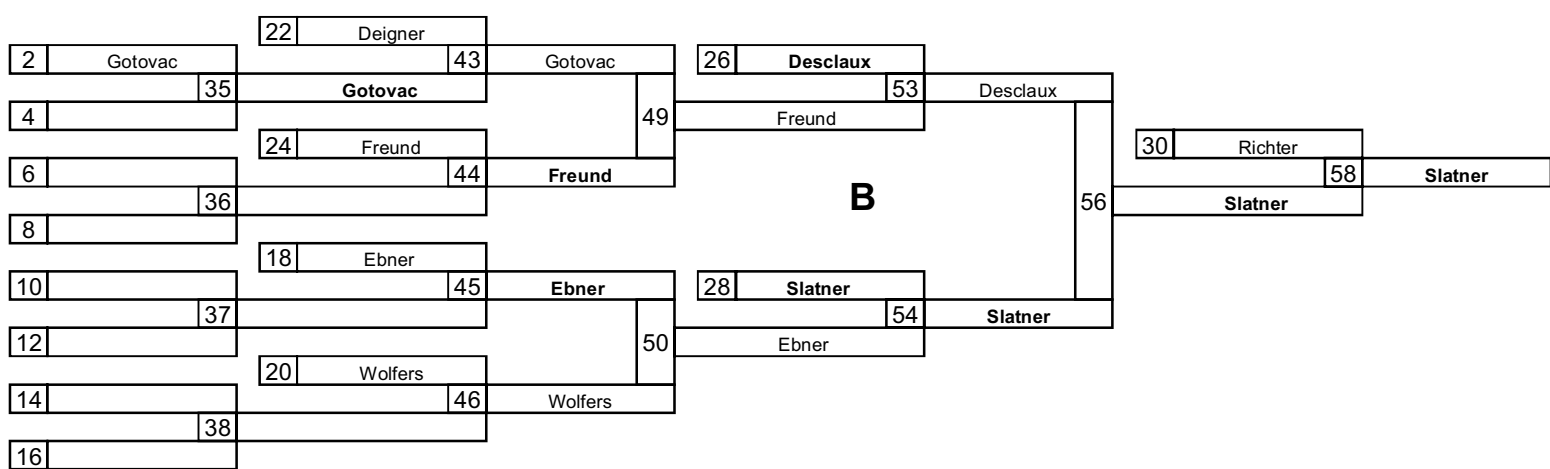 22 Deigner
2 Gotovac 43 Gotovac 26 Desclaux
35 Gotovac 53 Desclaux
4 49 Freund
24 Freund 30 Richter
6 44 Freund 58 Slatner
36 B 56 Slatner
8
18 Ebner
10 45 Ebner 28 Slatner
37 54 Slatner
12 50 Ebner
20 Wolfers
14 46 Wolfers
38
16